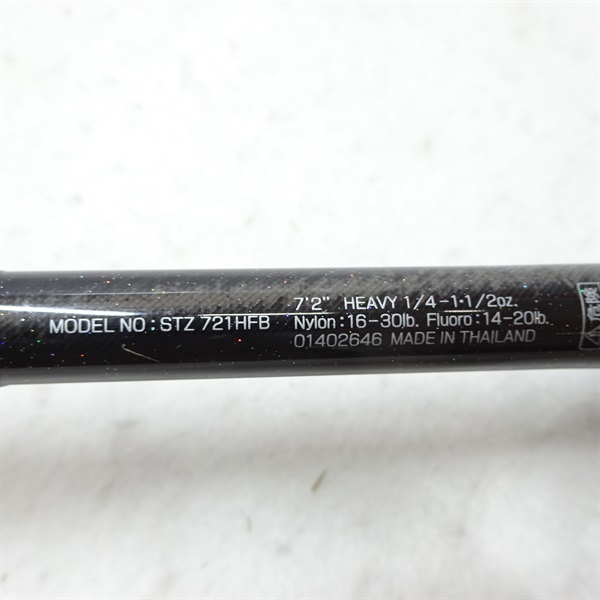 7'2" HEAVY 1/4-1・1/2oz.
MODEL NO : STZ 721HFB Nylon : 16-30lb. Fluoro : 14-20lb.
01402646 MADE IN THAILAND